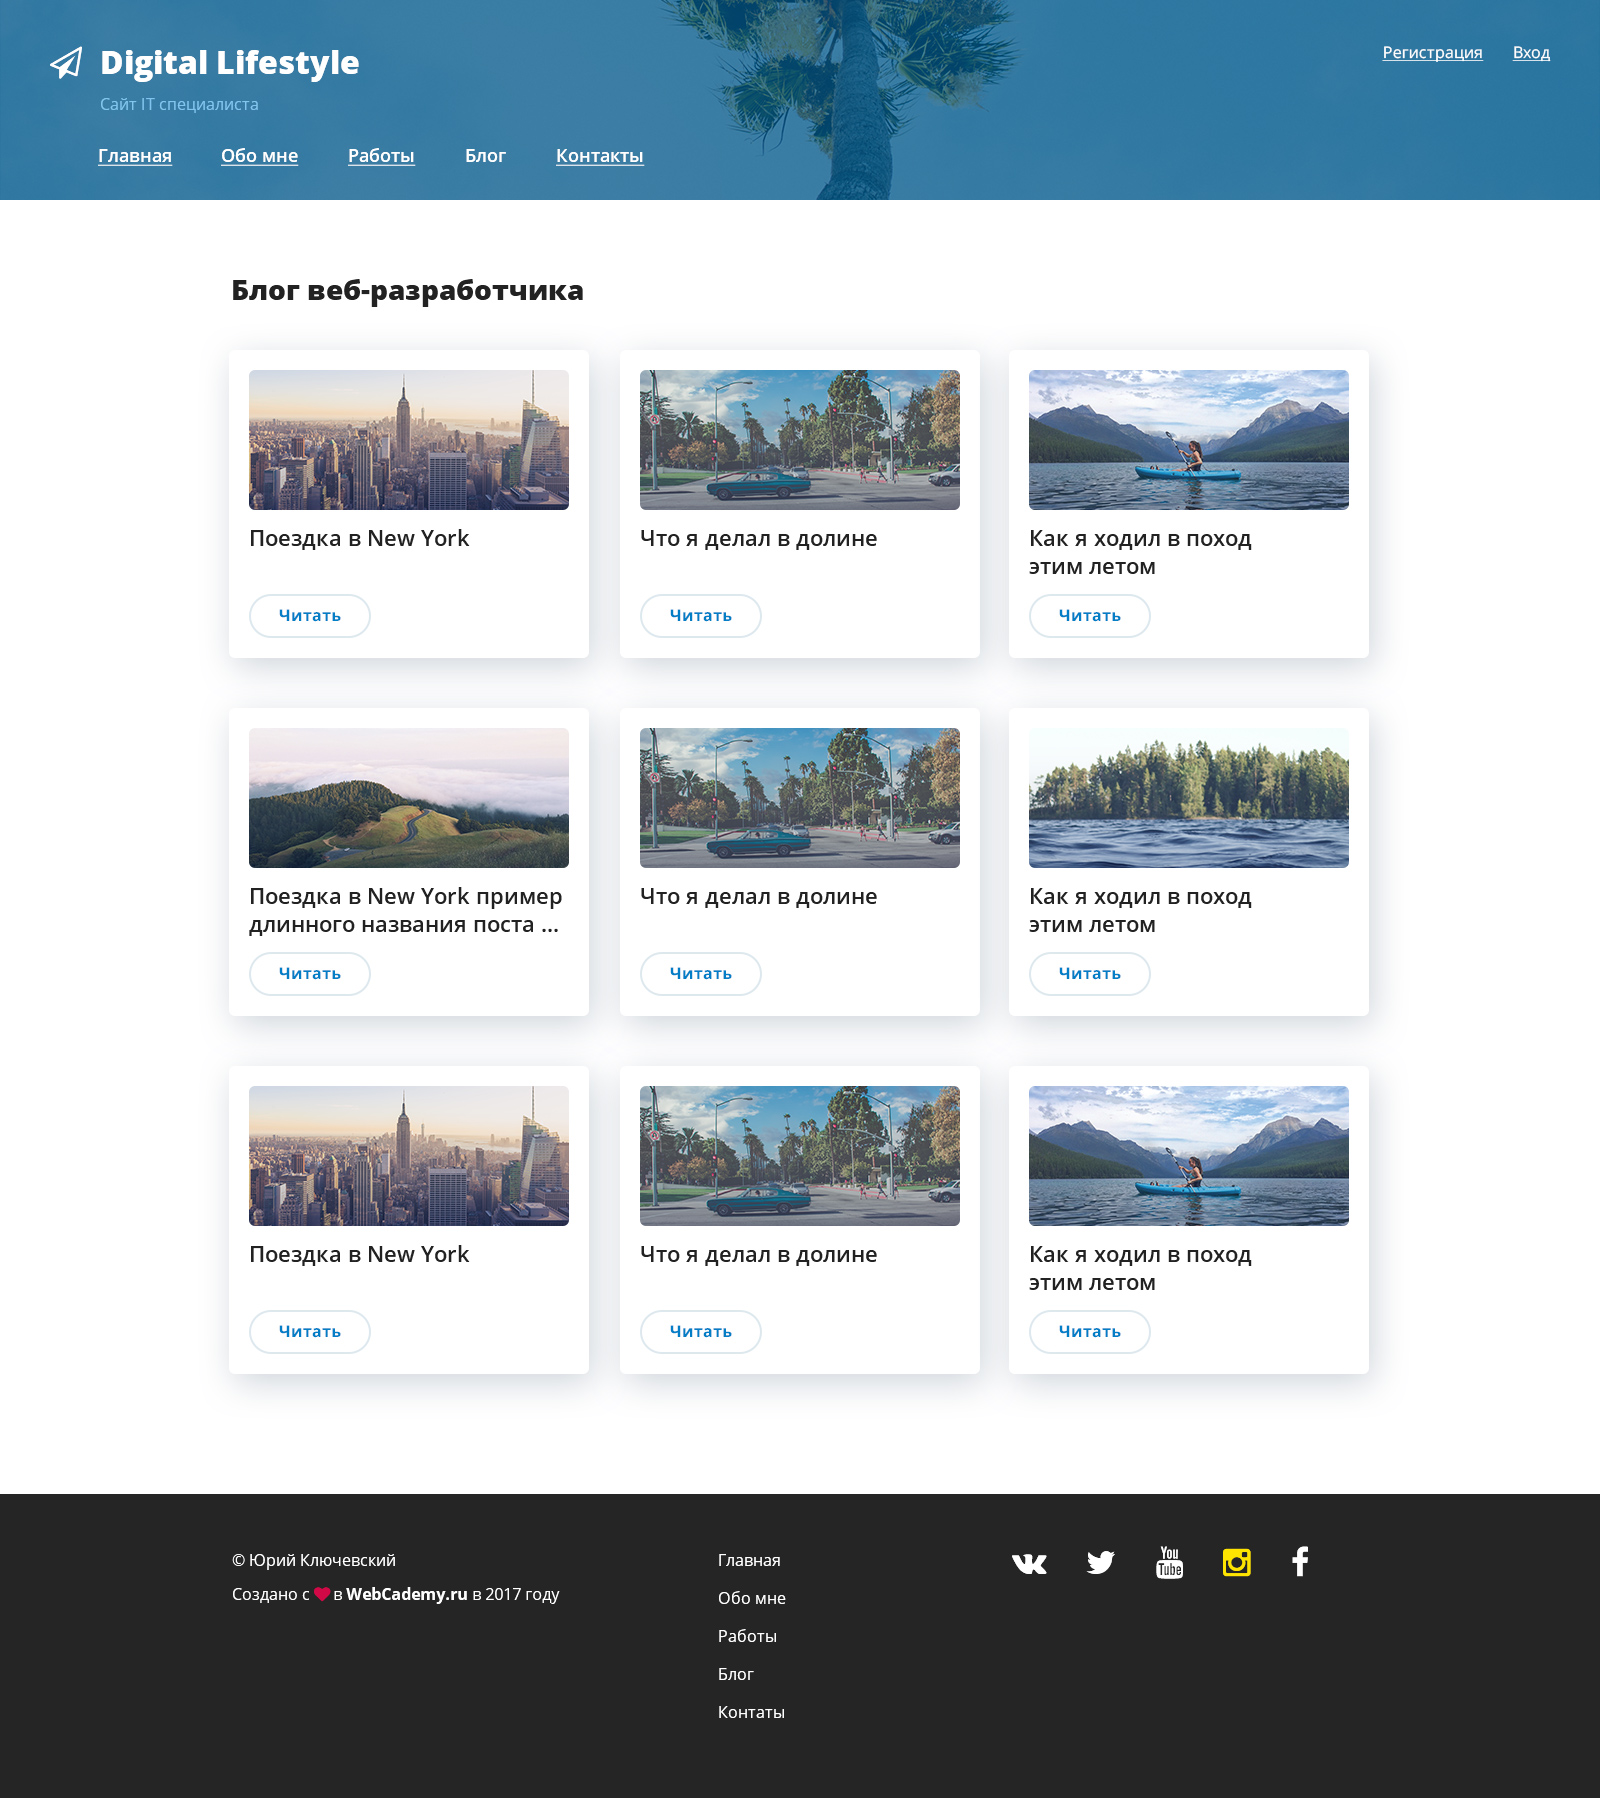 Digital Lifestyle
Регистрация
Вход
Сайт IT специалиста
Главная
Обо мне
Работы
Блог
Контакты
Блог веб-разработчика
Поездка в New York
Читать
Что я делал в долине
Читать
Как я ходил в поход
этим летом
Читать
Поездка в New York пример
длинного названия поста ...
Читать
Что я делал в долине
Читать
Как я ходил в поход
этим летом
Читать
Поездка в New York
Читать
Что я делал в долине
Читать
Как я ходил в поход
этим летом
Читать
© Юрий Ключевский
Создано с в WebCademy.ru в 2017 году
Главная
Обо мне
Работы
Блог
Контаты
You
Tube